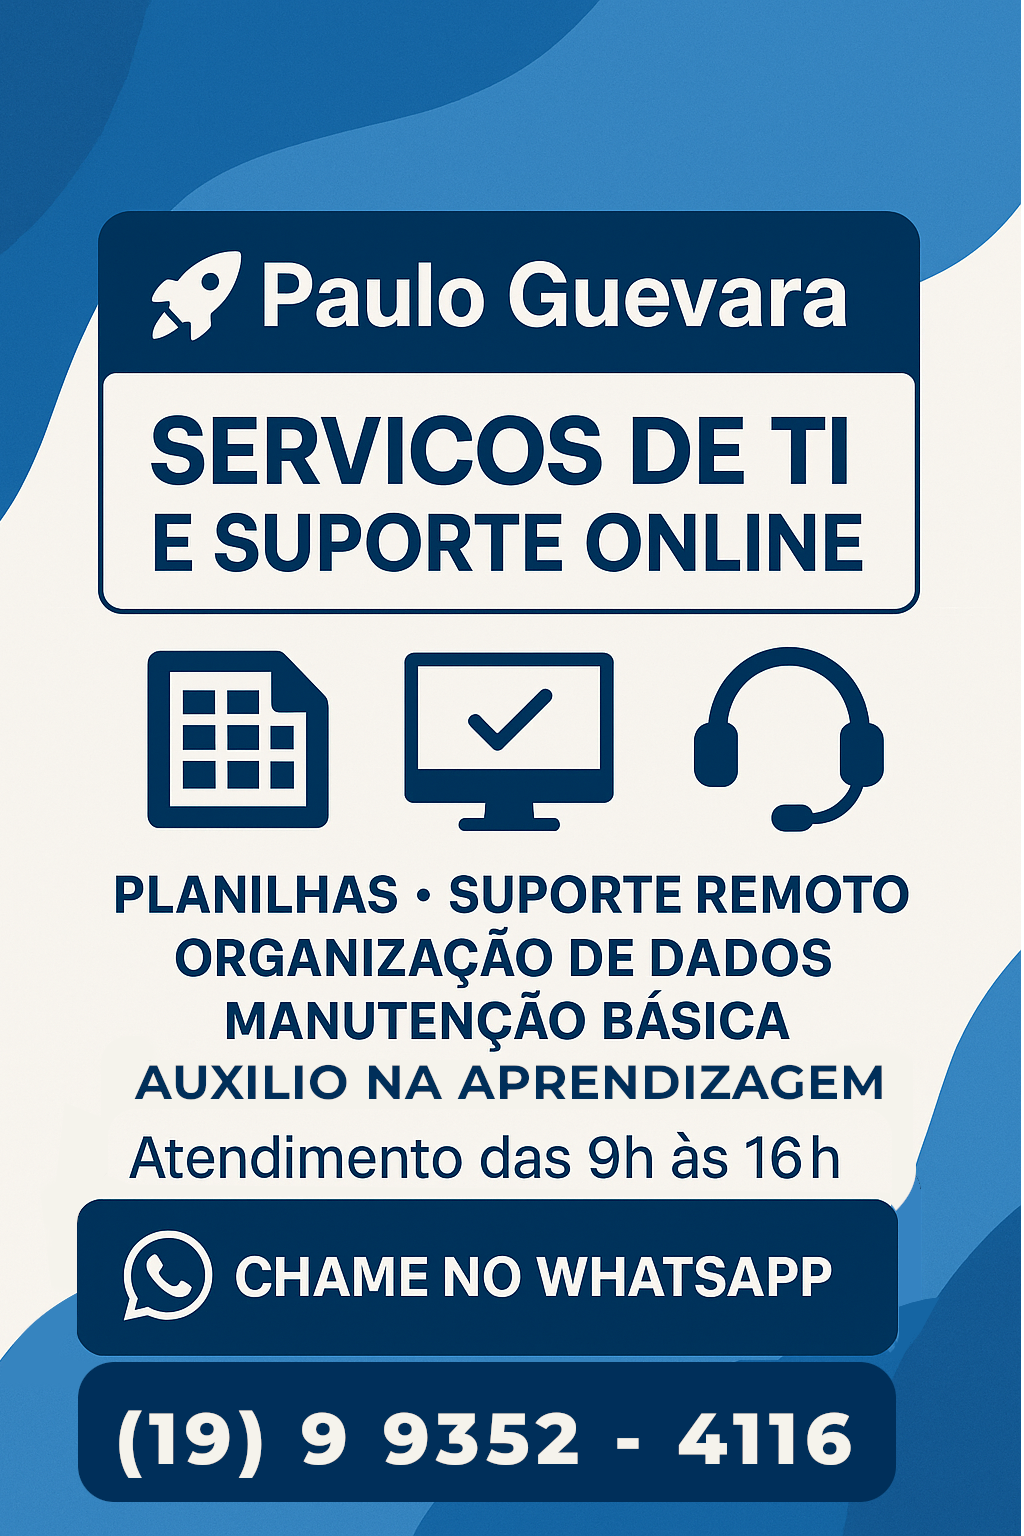 Paulo Guevara
SERVICOS DE TI
E SUPORTE ONLINE
PLANILHAS • SUPORTE REMOTO
ORGANIZAÇÃO DE DADOS
MANUTENÇÃO BÁSICA
AUXILIO NA APRENDIZAGEM
Atendimento das 9h às 16h
CHAME NO WHATSAPP
(19) 9 9352 - 4116